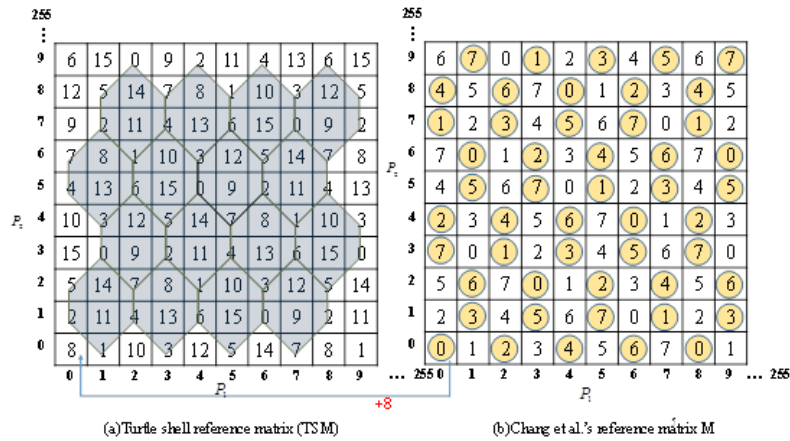 255
⋮
9 6 15 0 9 2 11 4 13 6 15
8 12 5 14 7 8 1 10 3 12 5
7 9 2 11 4 13 6 15 0 9 2
6 7 8 1 10 3 12 5 14 7 8
5 4 13 6 15 0 9 2 11 4 13
P₂
4 10 3 12 5 14 7 8 1 10 3
3 15 0 9 2 11 4 13 6 15 0
2 5 14 7 8 1 10 3 12 5 14
1 2 11 4 13 6 15 0 9 2 11
0 8 1 10 3 12 5 14 7 8 1
0 1 2 3 4 5 6 7 8 9 ... 255
P₁
(a)Turtle shell reference matrix (TSM)
255
⋮
9 6 7 0 1 2 3 4 5 6 7
8 4 5 6 7 0 1 2 3 4 5
7 1 2 3 4 5 6 7 0 1 2
6 7 0 1 2 3 4 5 6 7 0
5 4 5 6 7 0 1 2 3 4 5
4 2 3 4 5 6 7 0 1 2 3
3 7 0 1 2 3 4 5 6 7 0
2 5 6 7 0 1 2 3 4 5 6
1 2 3 4 5 6 7 0 1 2 3
0 0 1 2 3 4 5 6 7 0 1
0 1 2 3 4 5 6 7 8 9 ... 255
P₁
+8
(b)Chang et al.'s reference matrix M